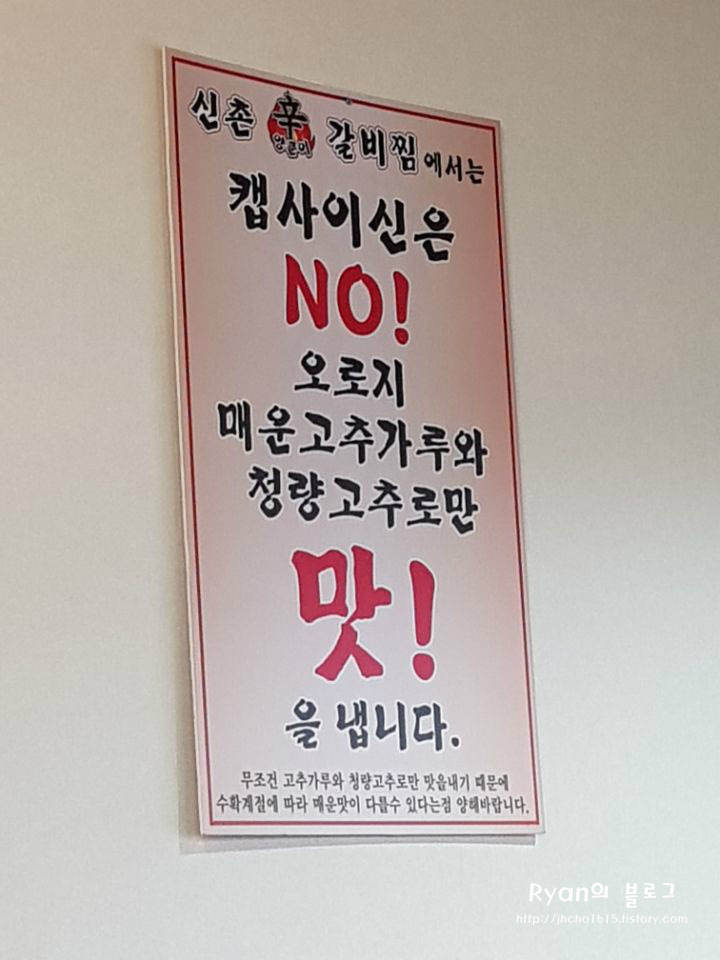 신촌 辛 얼큰이 갈비찜에서는
캡사이신은
NO!
오로지
매운고추가루와
청량고추로만
맛!
을 냅니다.
무조건 고추가루와 청량고추로만 맛을내기 때문에
수확계절에 따라 매운맛이 다를수 있다는점 양해바랍니다.
Ryan의 블로그
http://jhcho1615.tistory.com